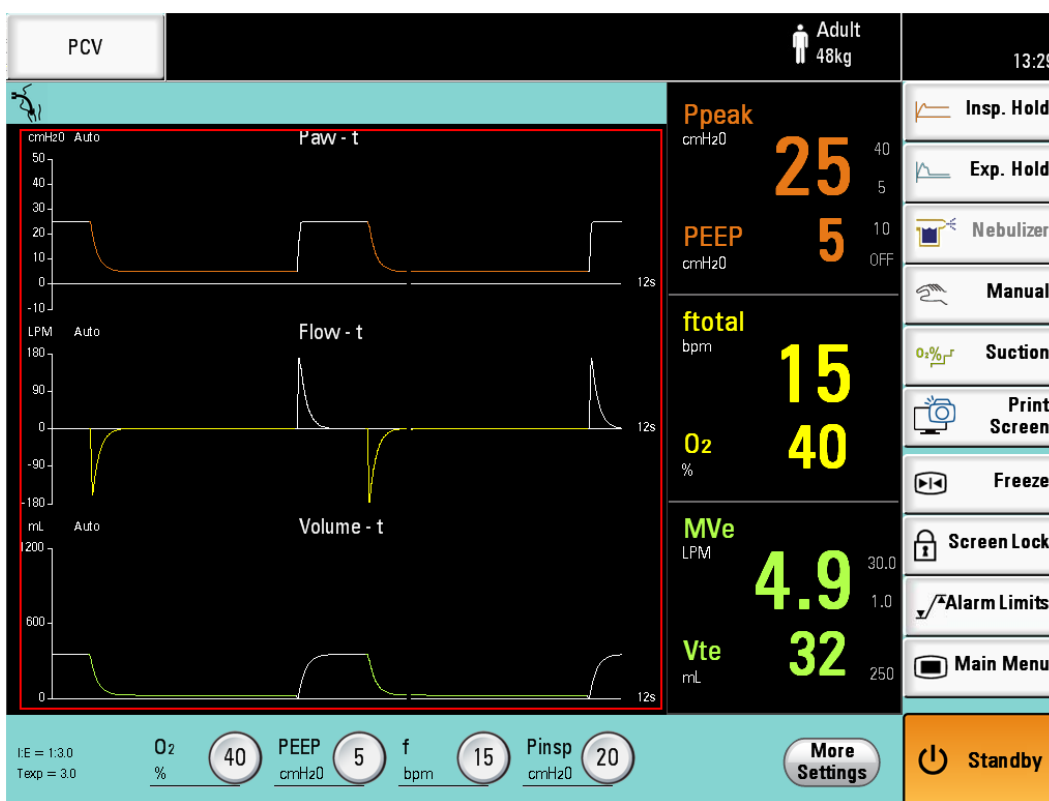 PCV
Adult
48kg
13:29
cmH2O Auto Paw - t
50
40
30
20
10
0
-10
12s
LPM Auto Flow - t
180
90
0
-90
-180
12s
mL Auto Volume - t
1200
600
0
12s
Ppeak
cmH2O
25
40
5
PEEP
cmH2O
5
10
OFF
ftotal
bpm
15
O2
%
40
MVe
LPM
4.9
30.0
1.0
Vte
mL
32
250
Insp. Hold
Exp. Hold
Nebulizer
Manual
O2% Suction
Print
Screen
Freeze
Screen Lock
Alarm Limits
Main Menu
Standby
I:E = 1:3.0
Texp = 3.0
O2
%
40
PEEP
cmH2O
5
f
bpm
15
Pinsp
cmH2O
20
More
Settings